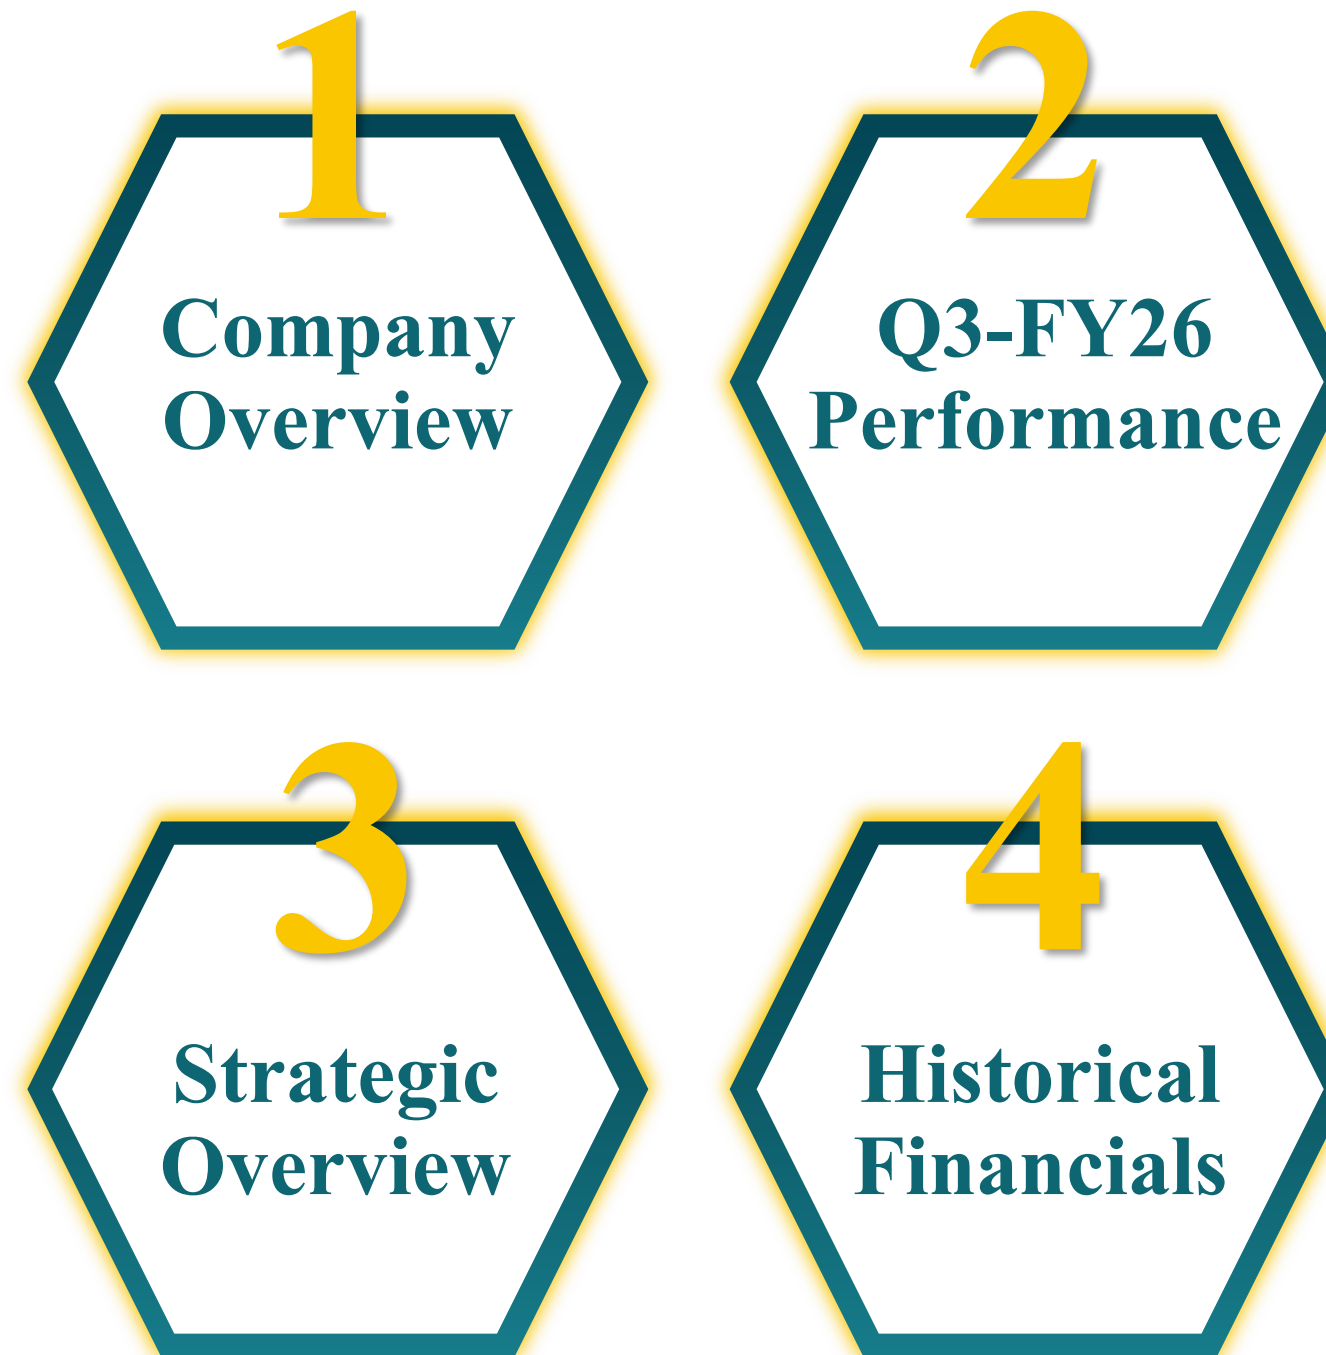 1
Company
Overview
2
Q3-FY26
Performance
3
Strategic
Overview
4
Historical
Financials